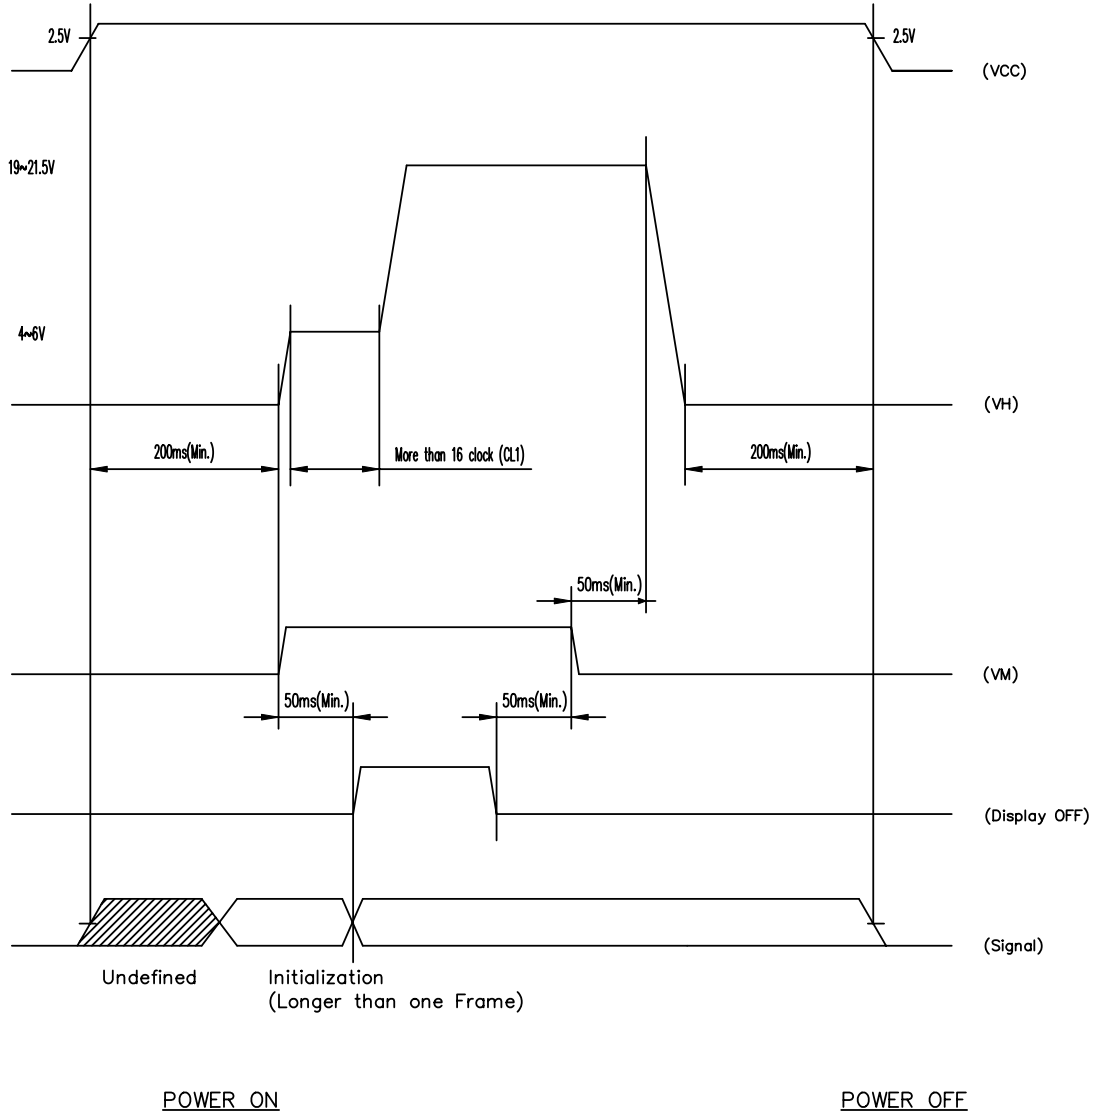 2.5V
2.5V
(VCC)
19~21.5V
4~6V
(VH)
200ms(Min.)
More than 16 clock (CL1)
200ms(Min.)
50ms(Min.)
(VM)
50ms(Min.)
50ms(Min.)
(Display OFF)
(Signal)
Undefined
Initialization
(Longer than one Frame)
POWER ON
POWER OFF